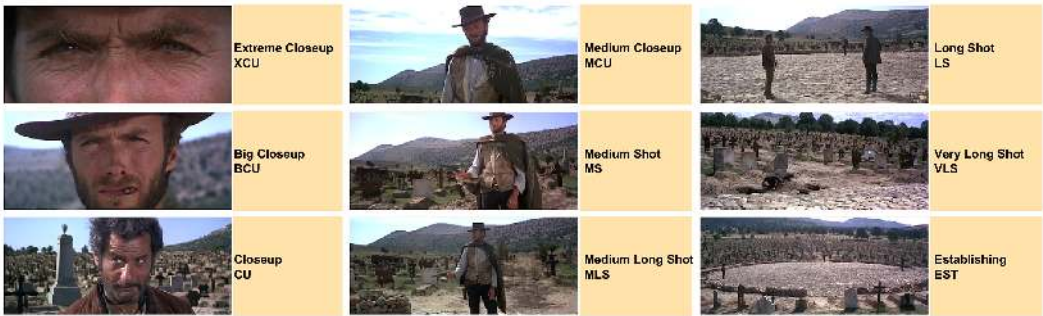 Extreme Closeup
XCU
Big Closeup
BCU
Closeup
CU
Medium Closeup
MCU
Medium Shot
MS
Medium Long Shot
MLS
Long Shot
LS
Very Long Shot
VLS
Establishing
EST